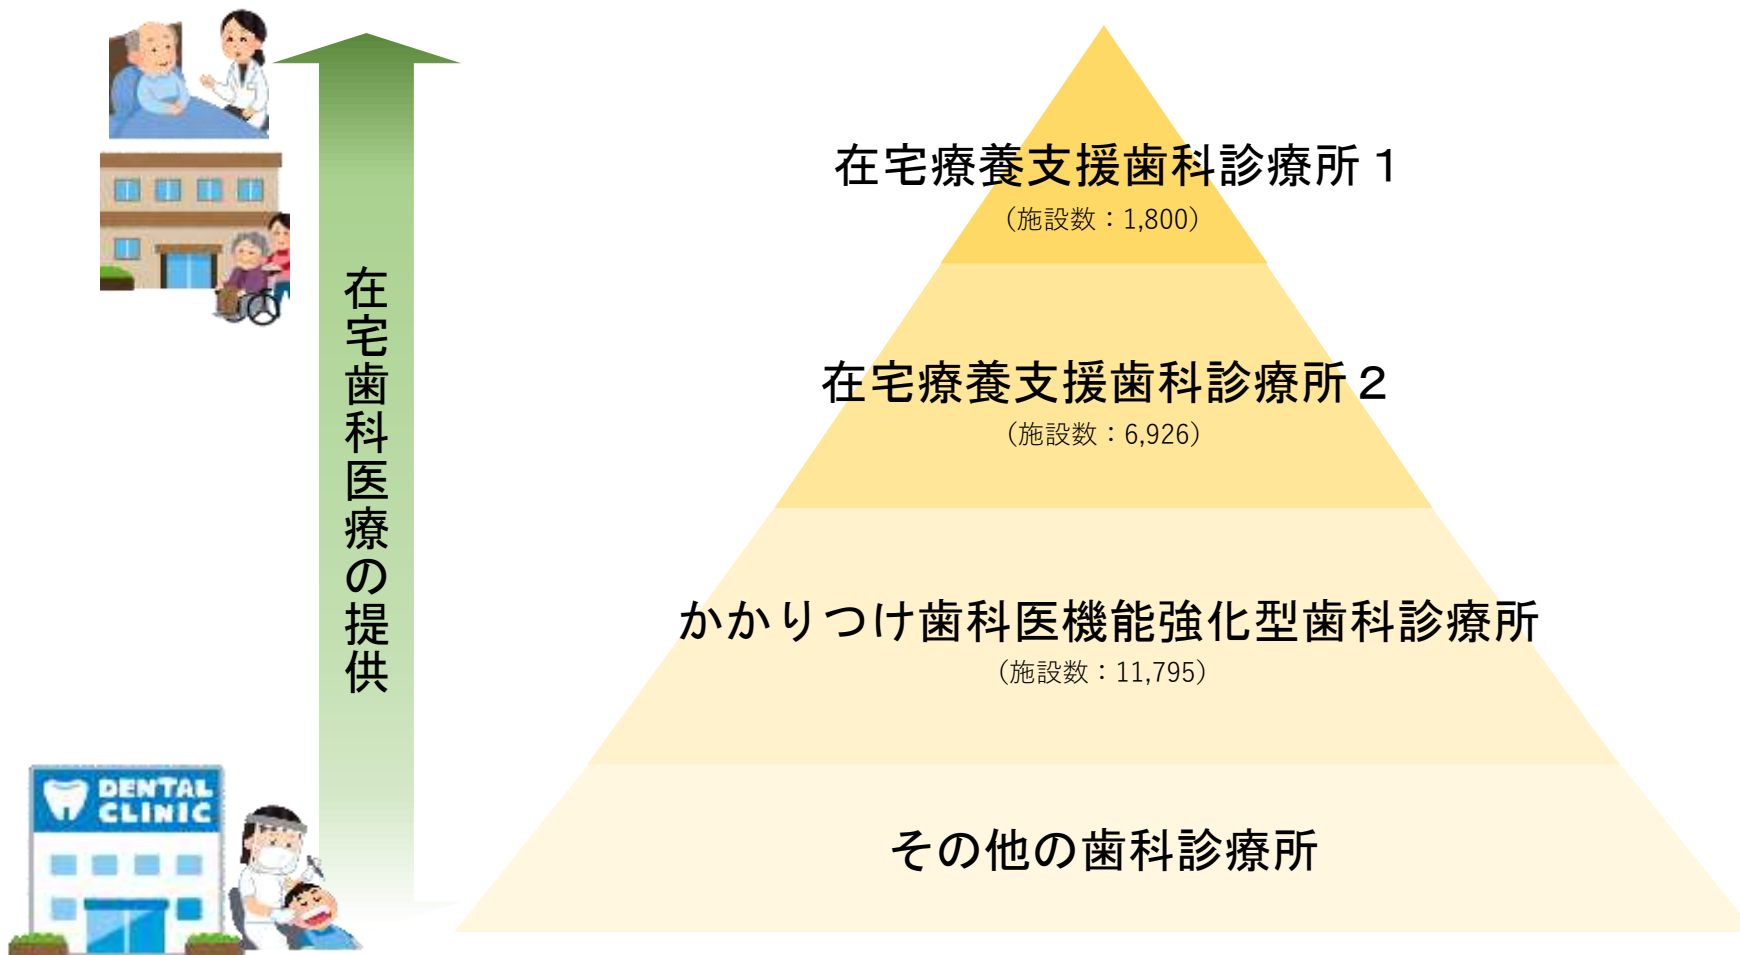 在宅歯科医療の提供
在宅療養支援歯科診療所1
（施設数：1,800）
在宅療養支援歯科診療所2
（施設数：6,926）
かかりつけ歯科医機能強化型歯科診療所
（施設数：11,795）
その他の歯科診療所
DENTAL
CLINIC